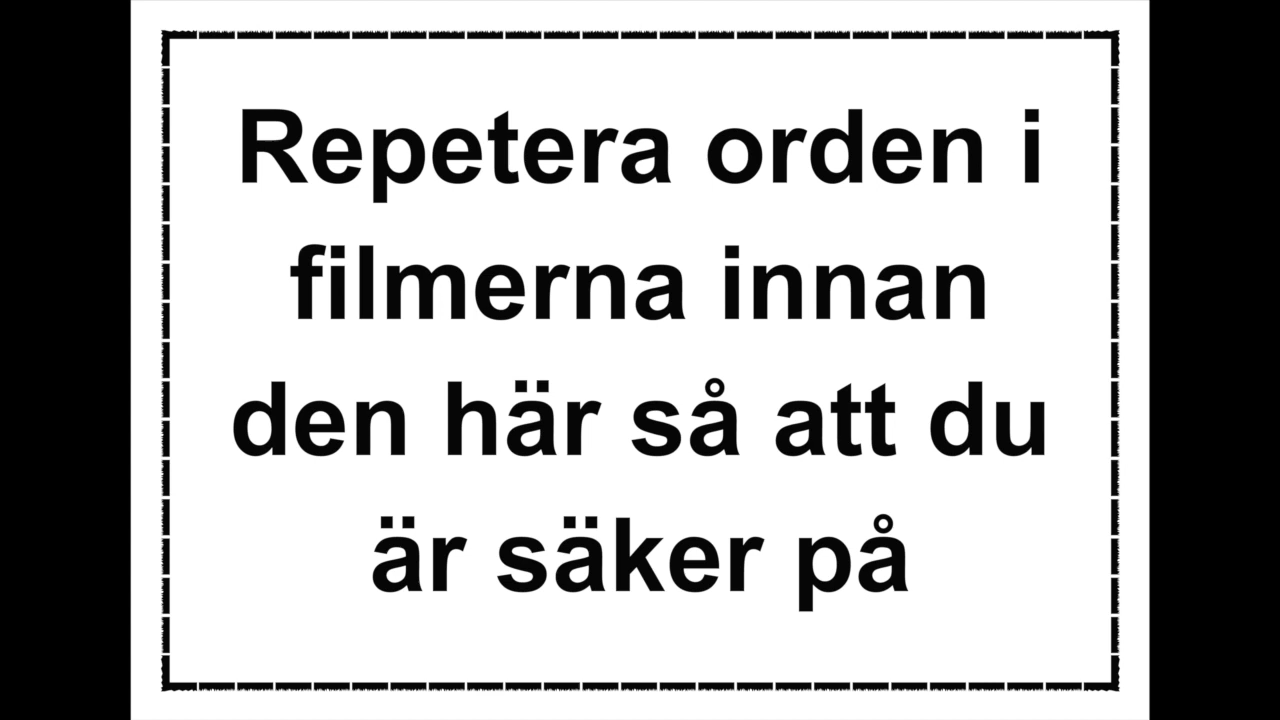 Repetera orden i
filmerna innan
den här så att du
är säker på